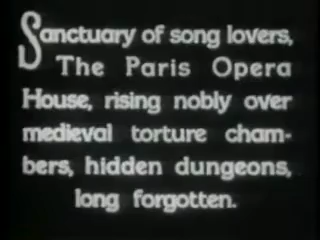 Sanctuary of song lovers,
The Paris Opera
House, rising nobly over
medieval torture cham-
bers, hidden dungeons,
long forgotten.